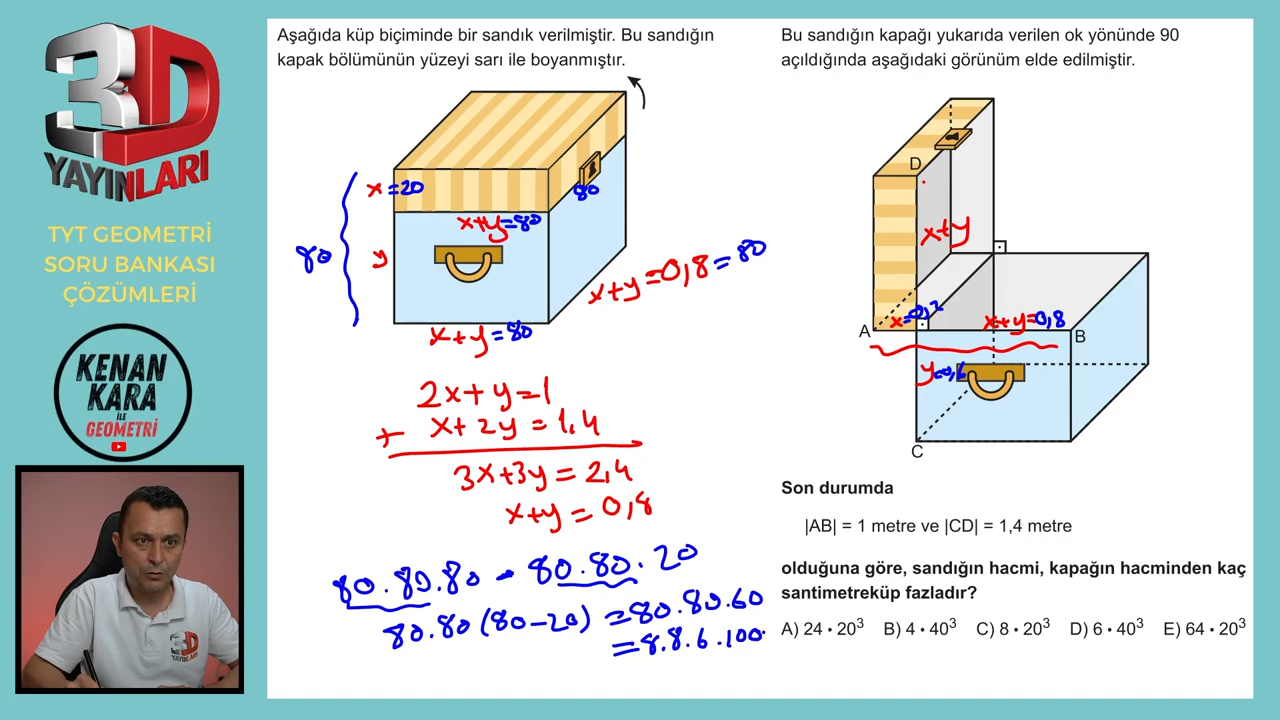 3D
YAYINLARI
TYT GEOMETRİ
SORU BANKASI
ÇÖZÜMLERİ
KENAN
KARA
İLE
GEOMETRİ
3D
YAYINLARI
Aşağıda küp biçiminde bir sandık verilmiştir. Bu sandığın
kapak bölümünün yüzeyi sarı ile boyanmıştır.
x=20
80
x+y=80
80
y
x+y=0,8=80
x+y=80
2x+y=1
+ x+2y=1,4
3x+3y=2,4
x+y=0,8
80.80.80 - 80.80.20
80.80(80-20) =80.80.60
=8.8.6.100.
Bu sandığın kapağı yukarıda verilen ok yönünde 90
açıldığında aşağıdaki görünüm elde edilmiştir.
D
x+y
x=0,2
x+y=0,8
A
B
y=0,6
C
Son durumda
|AB| = 1 metre ve |CD| = 1,4 metre
olduğuna göre, sandığın hacmi, kapağın hacminden kaç
santimetreküp fazladır?
A) 24 • 20³ B) 4 • 40³ C) 8 • 20³ D) 6 • 40³ E) 64 • 20³